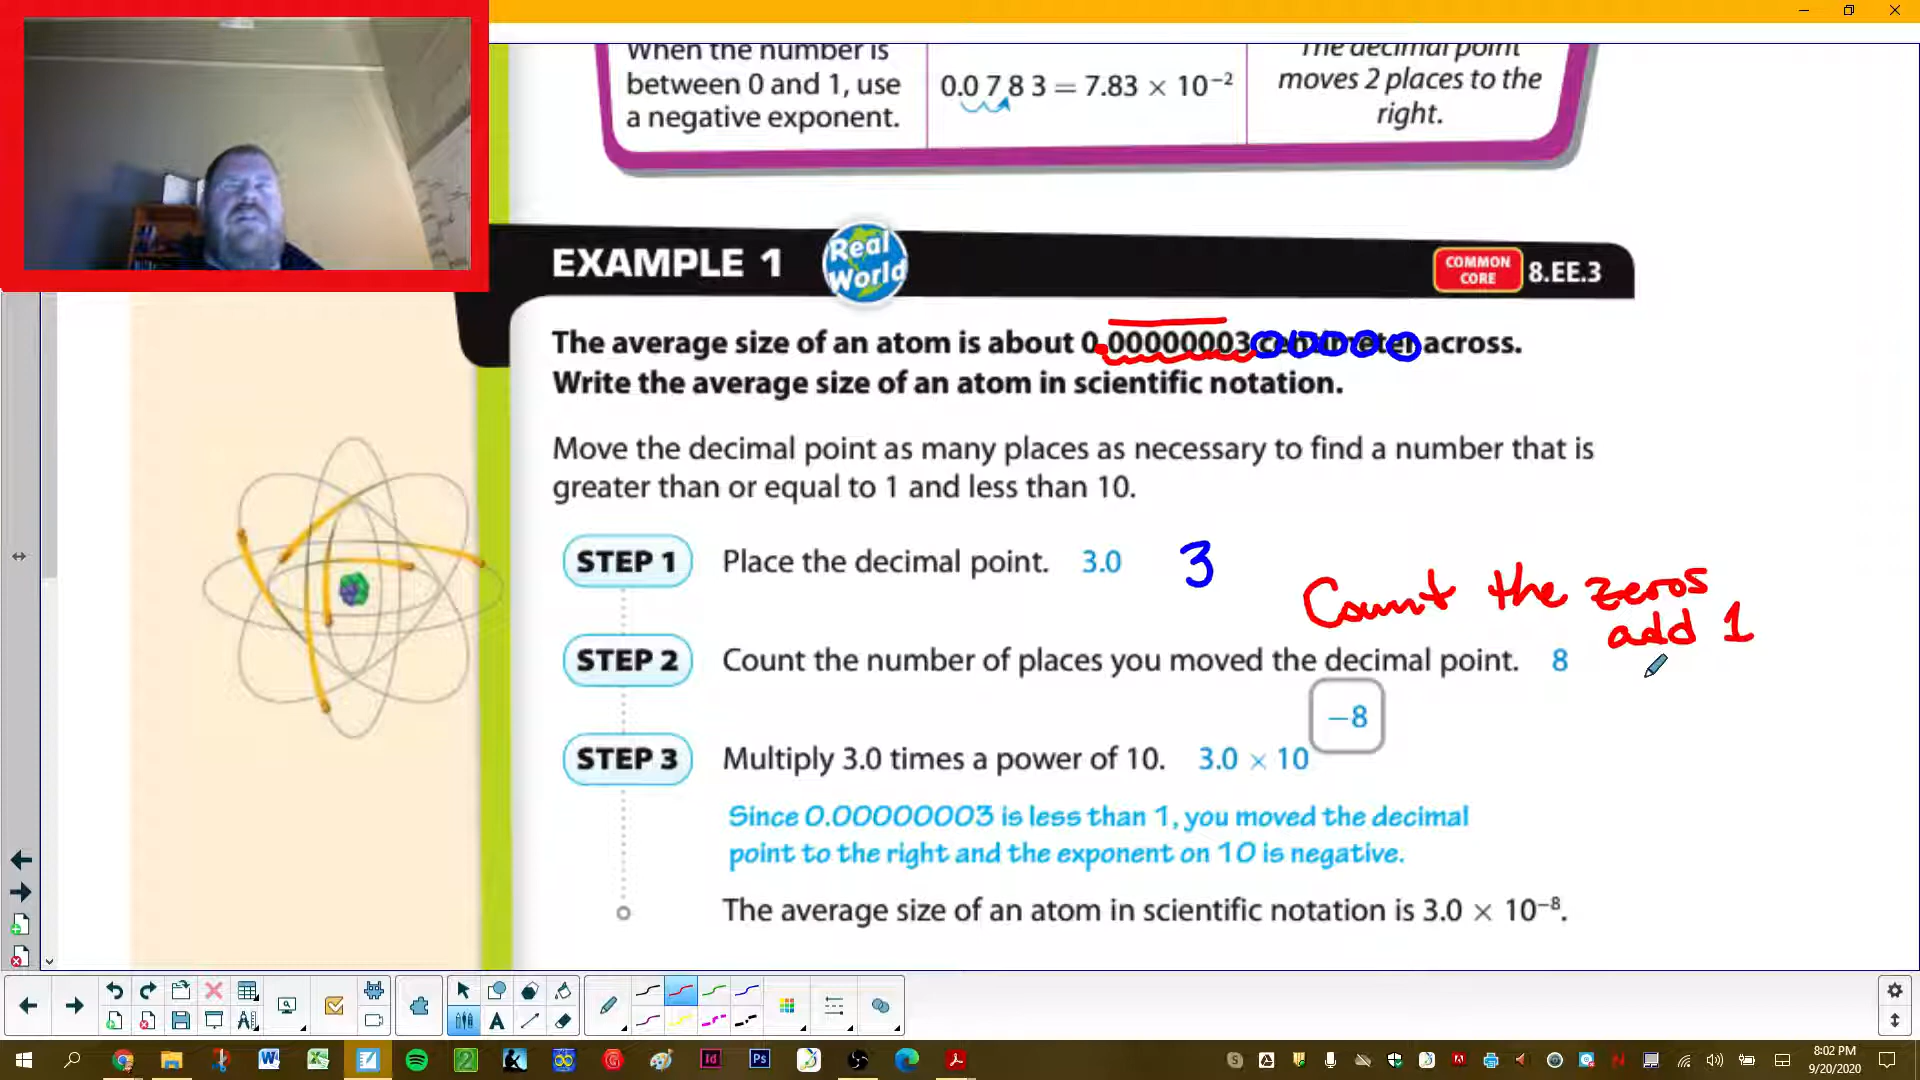 When the number is
between 0 and 1, use
a negative exponent.
0.0 7 8 3 = 7.83 × 10⁻²
The decimal point
moves 2 places to the
right.
EXAMPLE 1
Real World
COMMON CORE
8.EE.3
The average size of an atom is about 0.00000003 centimeter across.
Write the average size of an atom in scientific notation.
Move the decimal point as many places as necessary to find a number that is
greater than or equal to 1 and less than 10.
STEP 1 Place the decimal point. 3.0 3
Count the zeros
add 1
STEP 2 Count the number of places you moved the decimal point. 8
−8
STEP 3 Multiply 3.0 times a power of 10. 3.0 × 10
Since 0.00000003 is less than 1, you moved the decimal
point to the right and the exponent on 10 is negative.
The average size of an atom in scientific notation is 3.0 × 10⁻⁸.
8:02 PM
9/20/2020